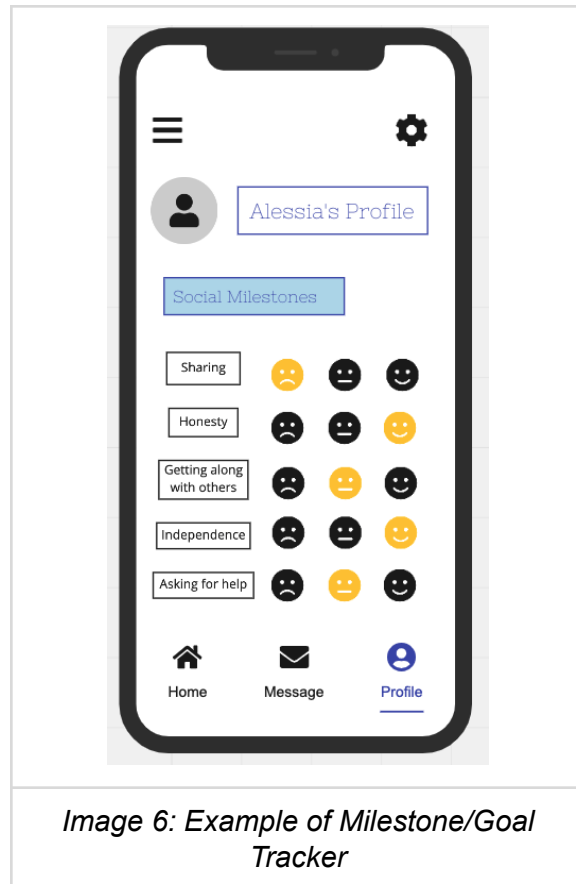 Alessia's Profile
Social Milestones
Sharing
Honesty
Getting along
with others
Independence
Asking for help
Home
Message
Profile
Image 6: Example of Milestone/Goal
Tracker